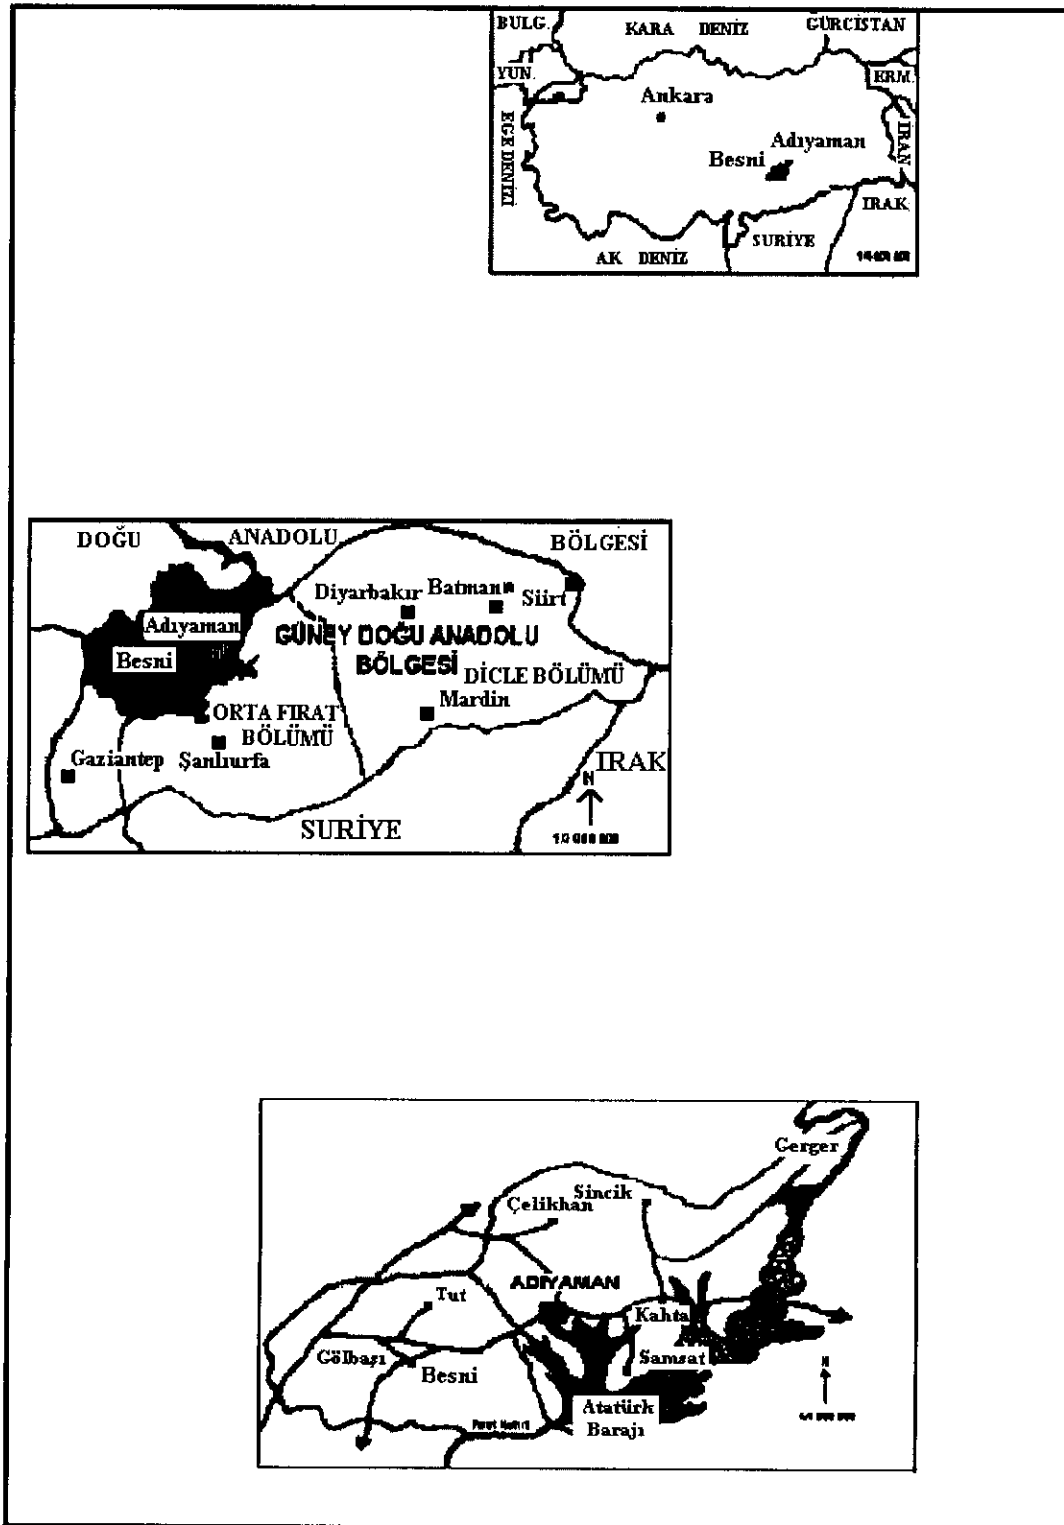 BULG.
KARA DENİZ
GÜRCİSTAN
YUN.
ERM.
Ankara
EGE DENİZİ
İRAN
Adıyaman
Besni
IRAK
SURİYE
AK DENİZ
DOĞU ANADOLU BÖLGESİ
Diyarbakır
Batman
Siirt
Adıyaman
GÜNEY DOĞU ANADOLU
BÖLGESİ
Besni
DİCLE BÖLÜMÜ
Mardin
ORTA FIRAT
BÖLÜMÜ
Gaziantep
Şanlıurfa
IRAK
N
SURİYE
Gerger
Sincik
Çelikhan
ADIYAMAN
Tut
Kahta
Gölbaşı
Samsat
Besni
N
Atatürk
Barajı